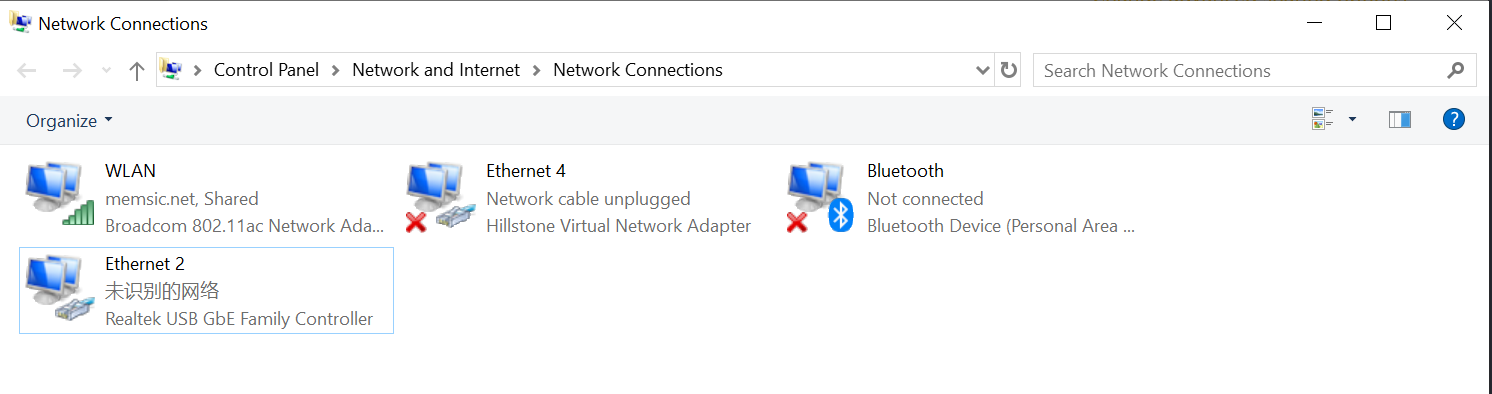 Network Connections
Control Panel > Network and Internet > Network Connections
Search Network Connections
Organize
WLAN
memsic.net, Shared
Broadcom 802.11ac Network Ada...
Ethernet 4
Network cable unplugged
Hillstone Virtual Network Adapter
Bluetooth
Not connected
Bluetooth Device (Personal Area ...
Ethernet 2
未识别的网络
Realtek USB GbE Family Controller